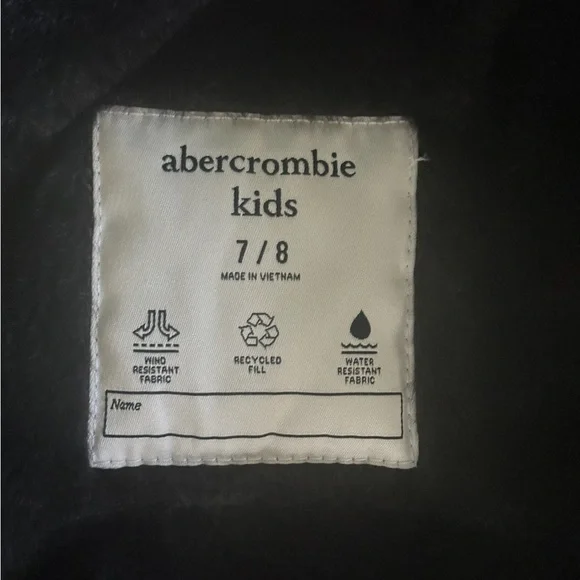 abercrombie
kids
7 / 8
MADE IN VIETNAM
WIND
RESISTANT
FABRIC
RECYCLED
FILL
WATER
RESISTANT
FABRIC
Name